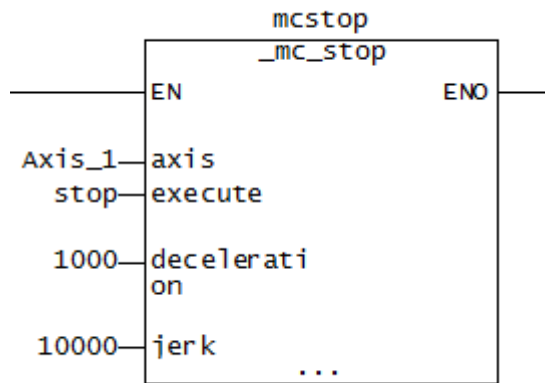 mcstop
_mc_stop
EN ENO
Axis_1 axis
stop execute
1000 decelerati
on
10000 jerk
...